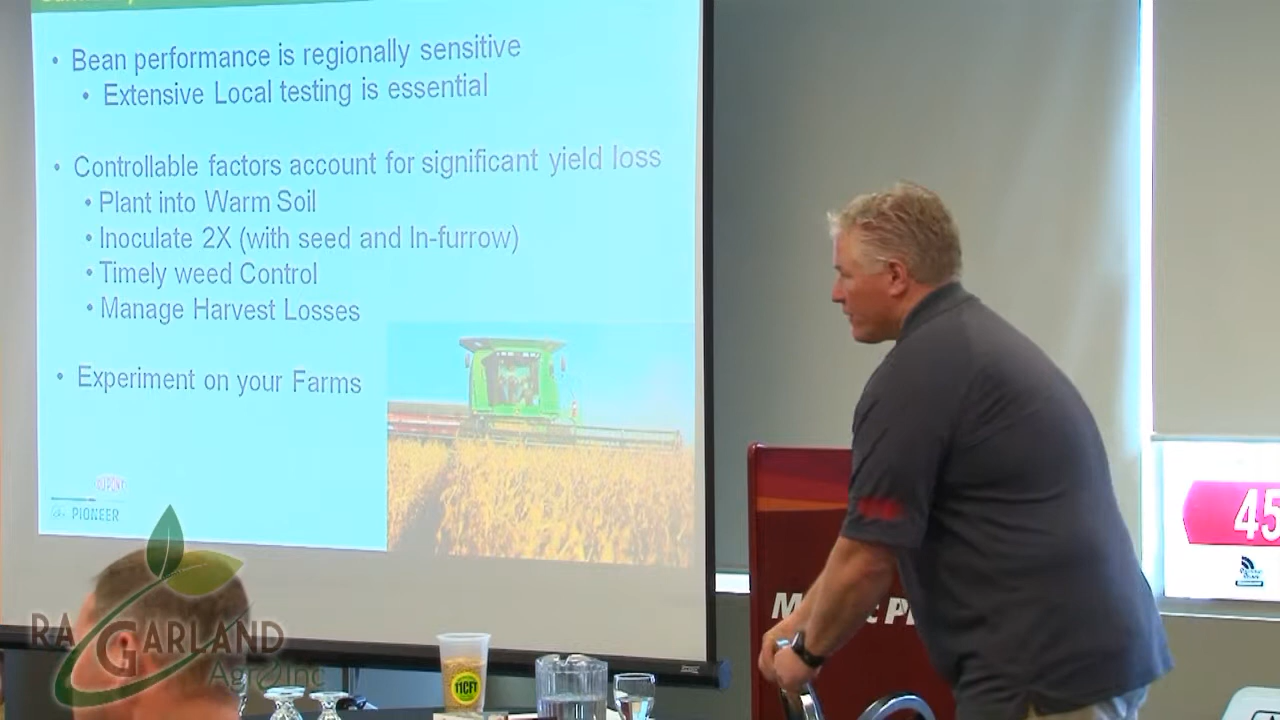 • Bean performance is regionally sensitive
• Extensive Local testing is essential
• Controllable factors account for significant yield loss
• Plant into Warm Soil
• Inoculate 2X (with seed and In-furrow)
• Timely weed Control
• Manage Harvest Losses
• Experiment on your Farms
DUPONT
PIONEER
RA GARLAND
Agro Inc
11CFT
45